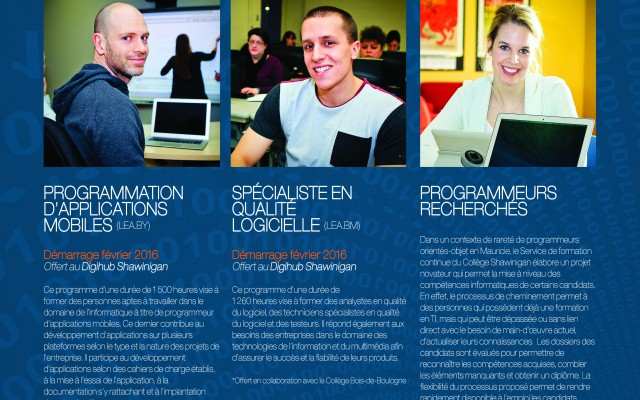 PROGRAMMATION
D'APPLICATIONS
MOBILES (LEA.BY)
Démarrage février 2016
Offert au Digihub Shawinigan
Ce programme d'une durée de 1 500 heures vise à
former des personnes aptes à travailler dans le
domaine de l'informatique à titre de programmeur
d'applications mobiles. Ce dernier contribue au
développement d'applications sur plusieurs
plateformes selon le type et la nature des projets de
l'entreprise. Il participe au développement
d'applications selon des cahiers de charge établis,
à la mise à l'essai de l'application, à la
documentation s'y rattachant et à l'implantation
SPÉCIALISTE EN
QUALITÉ
LOGICIELLE (LEA.BM)
Démarrage février 2016
Offert au Digihub Shawinigan
Ce programme d'une durée de
1 260 heures vise à former des analystes en qualité
du logiciel, des techniciens spécialistes en qualité
du logiciel et des testeurs. Il répond également aux
besoins des entreprises dans le domaine des
technologies de l'information et du multimédia afin
d'assurer le succès et la fiabilité de leurs produits.
*Offert en collaboration avec le Collège Bois-de-Boulogne
PROGRAMMEURS
RECHERCHÉS
Dans un contexte de rareté de programmeurs
orientés-objet en Mauricie, le Service de formation
continue du Collège Shawinigan élabore un projet
novateur qui permet la mise à niveau des
compétences informatiques de certains candidats.
En effet, le processus de cheminement permet à
des personnes qui possèdent déjà une formation
en TI, mais qui peut être dépassée ou sans lien
direct avec le besoin de main-d'œuvre actuel,
d'actualiser leurs connaissances. Les dossiers des
candidats sont évalués pour permettre de
reconnaître les compétences acquises, combler
les éléments manquants et obtenir un diplôme. La
flexibilité du processus proposé permet de rendre
rapidement disponible à l'emploi les candidats